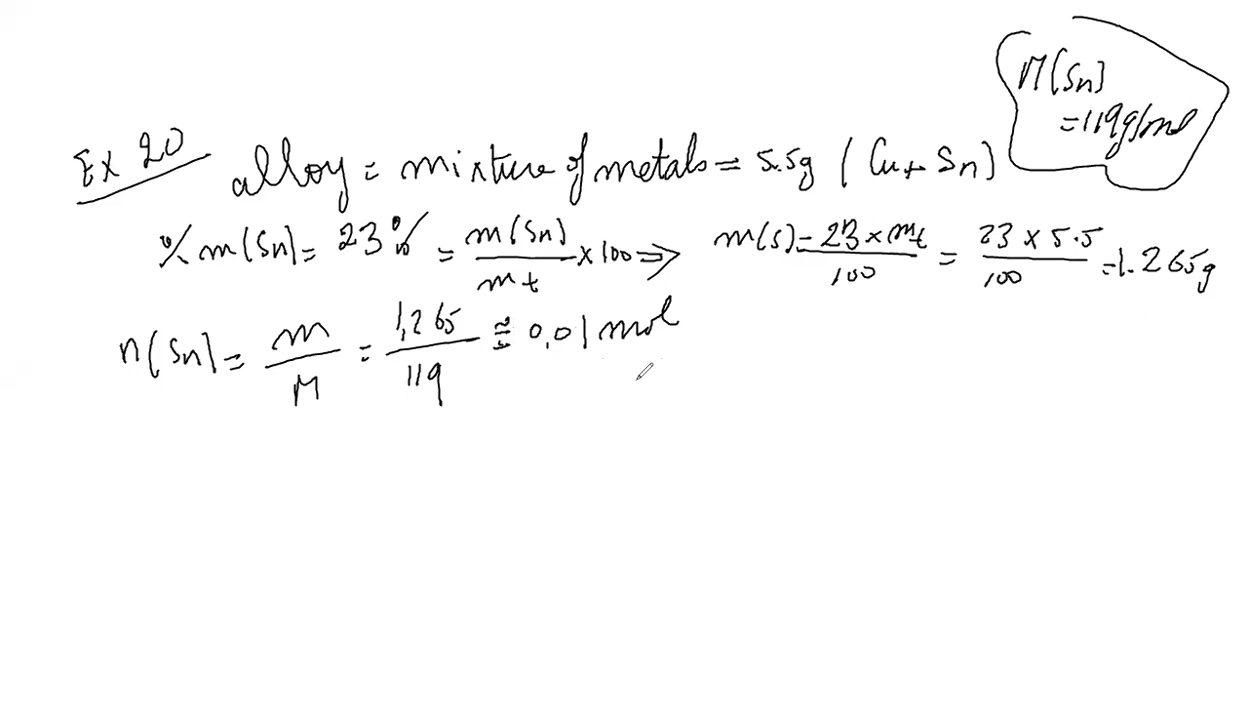 M(Sn)
= 119g/mol
Ex 20
alloy = mixture of metals = 5.5g (Cu + Sn)
% m(Sn) = 23% = m(Sn) / mt × 100 => m(S) = 23 × mt / 100 = 23 × 5.5 / 100 = 1.265g
n(Sn) = m / M = 1,265 / 119 ≅ 0,01 mol